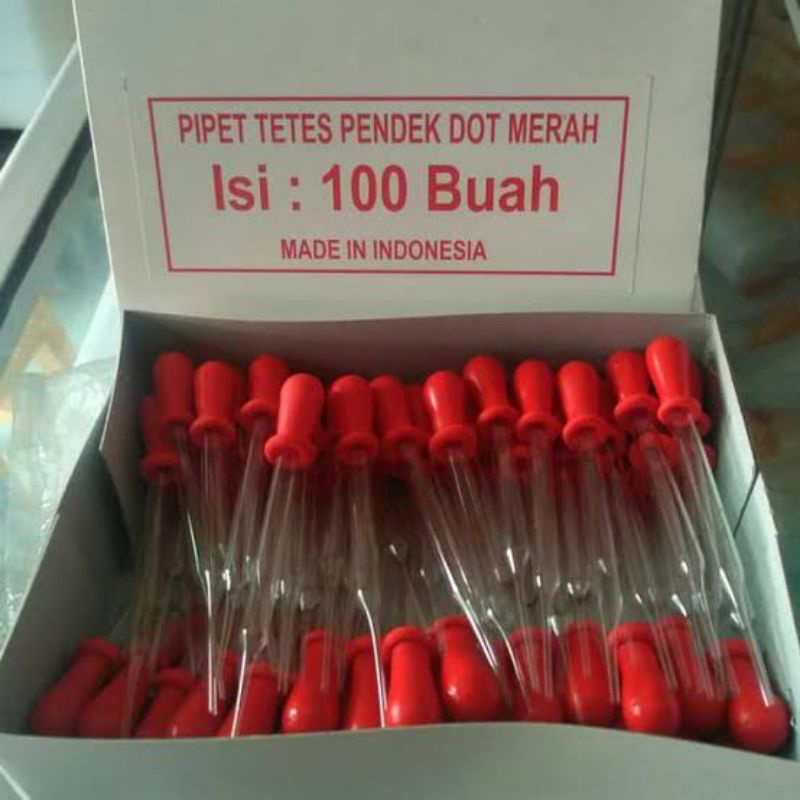 PIPET TETES PENDEK DOT MERAH
Isi : 100 Buah
MADE IN INDONESIA